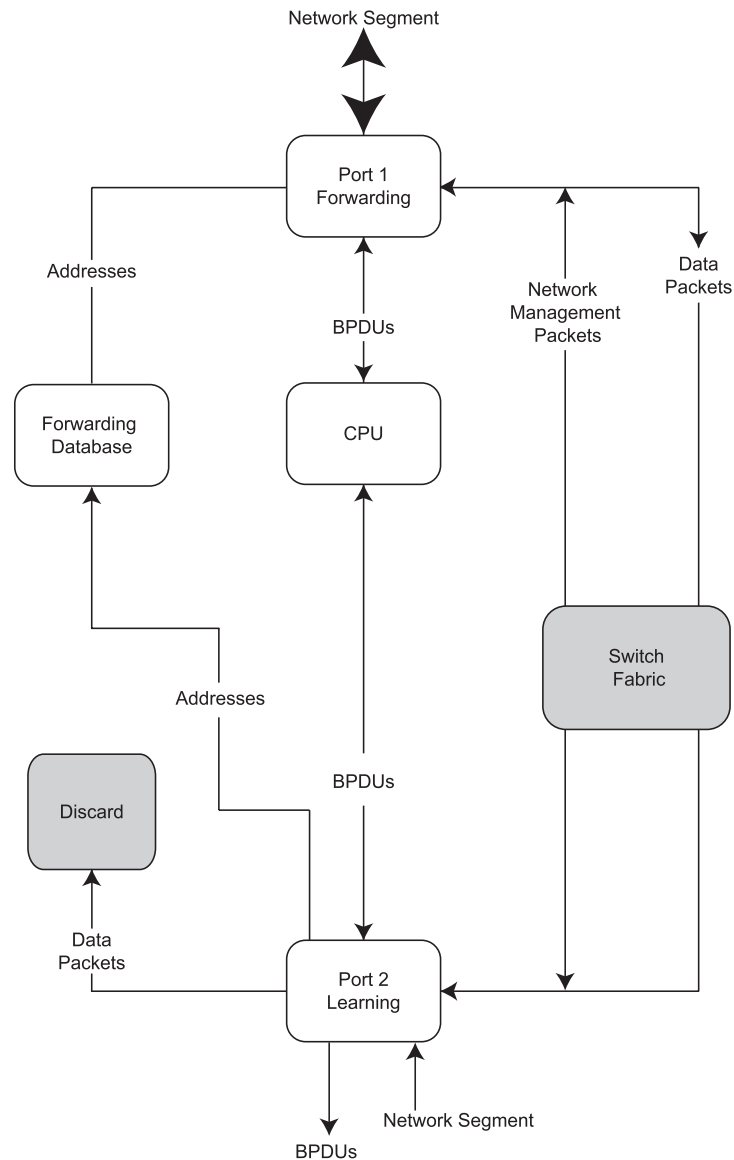 Network Segment
Port 1
Forwarding
Addresses
Data
Packets
Network
Management
Packets
BPDUs
Forwarding
Database
CPU
Switch
Fabric
Addresses
BPDUs
Discard
Data
Packets
Port 2
Learning
Network Segment
BPDUs